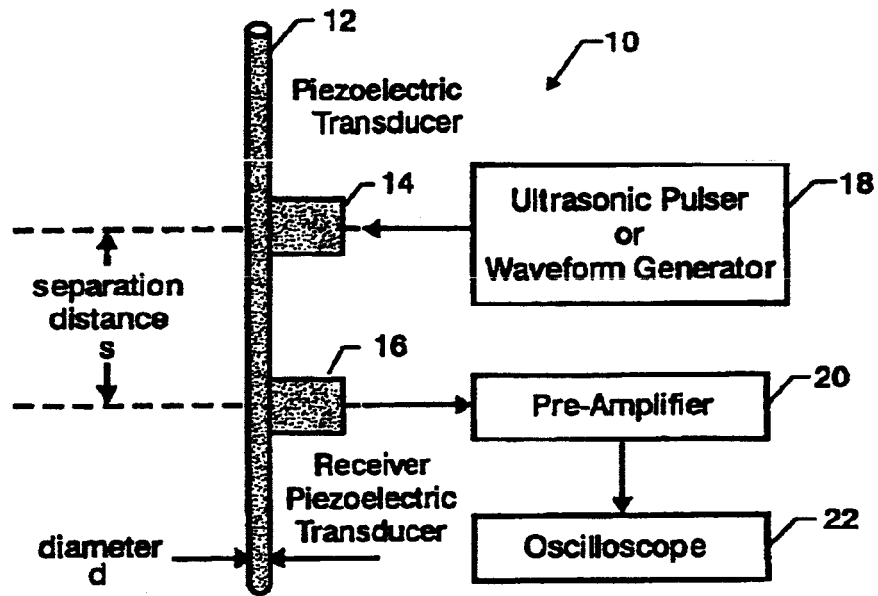 12
10
Piezoelectric
Transducer
14
18
Ultrasonic Pulser
or
Waveform Generator
separation
distance
s
16
20
Pre-Amplifier
Receiver
Piezoelectric
Transducer
22
Oscilloscope
diameter
d